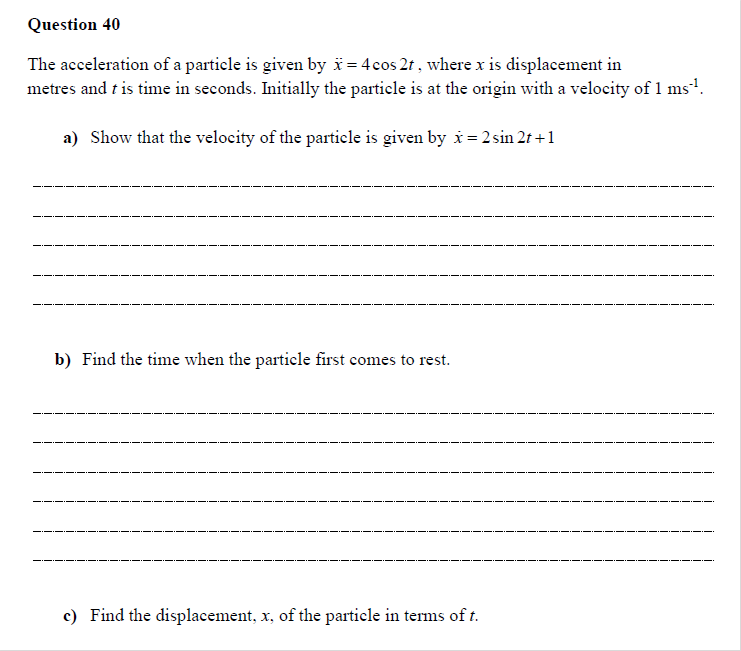 Question 40
The acceleration of a particle is given by ẍ = 4 cos 2t , where x is displacement in
metres and t is time in seconds. Initially the particle is at the origin with a velocity of 1 ms⁻¹.
a) Show that the velocity of the particle is given by ẋ = 2 sin 2t + 1
b) Find the time when the particle first comes to rest.
c) Find the displacement, x, of the particle in terms of t.